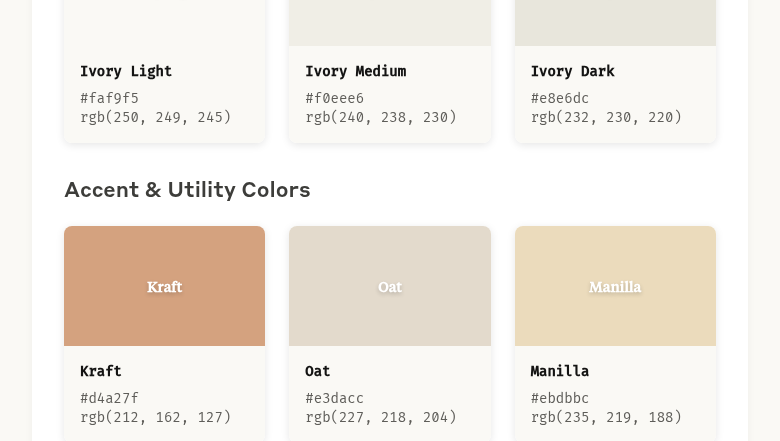 Ivory Light
#faf9f5
rgb(250, 249, 245)
Ivory Medium
#f0eee6
rgb(240, 238, 230)
Ivory Dark
#e8e6dc
rgb(232, 230, 220)
Accent & Utility Colors
Kraft
Kraft
#d4a27f
rgb(212, 162, 127)
Oat
Oat
#e3dacc
rgb(227, 218, 204)
Manilla
Manilla
#ebdbbc
rgb(235, 219, 188)